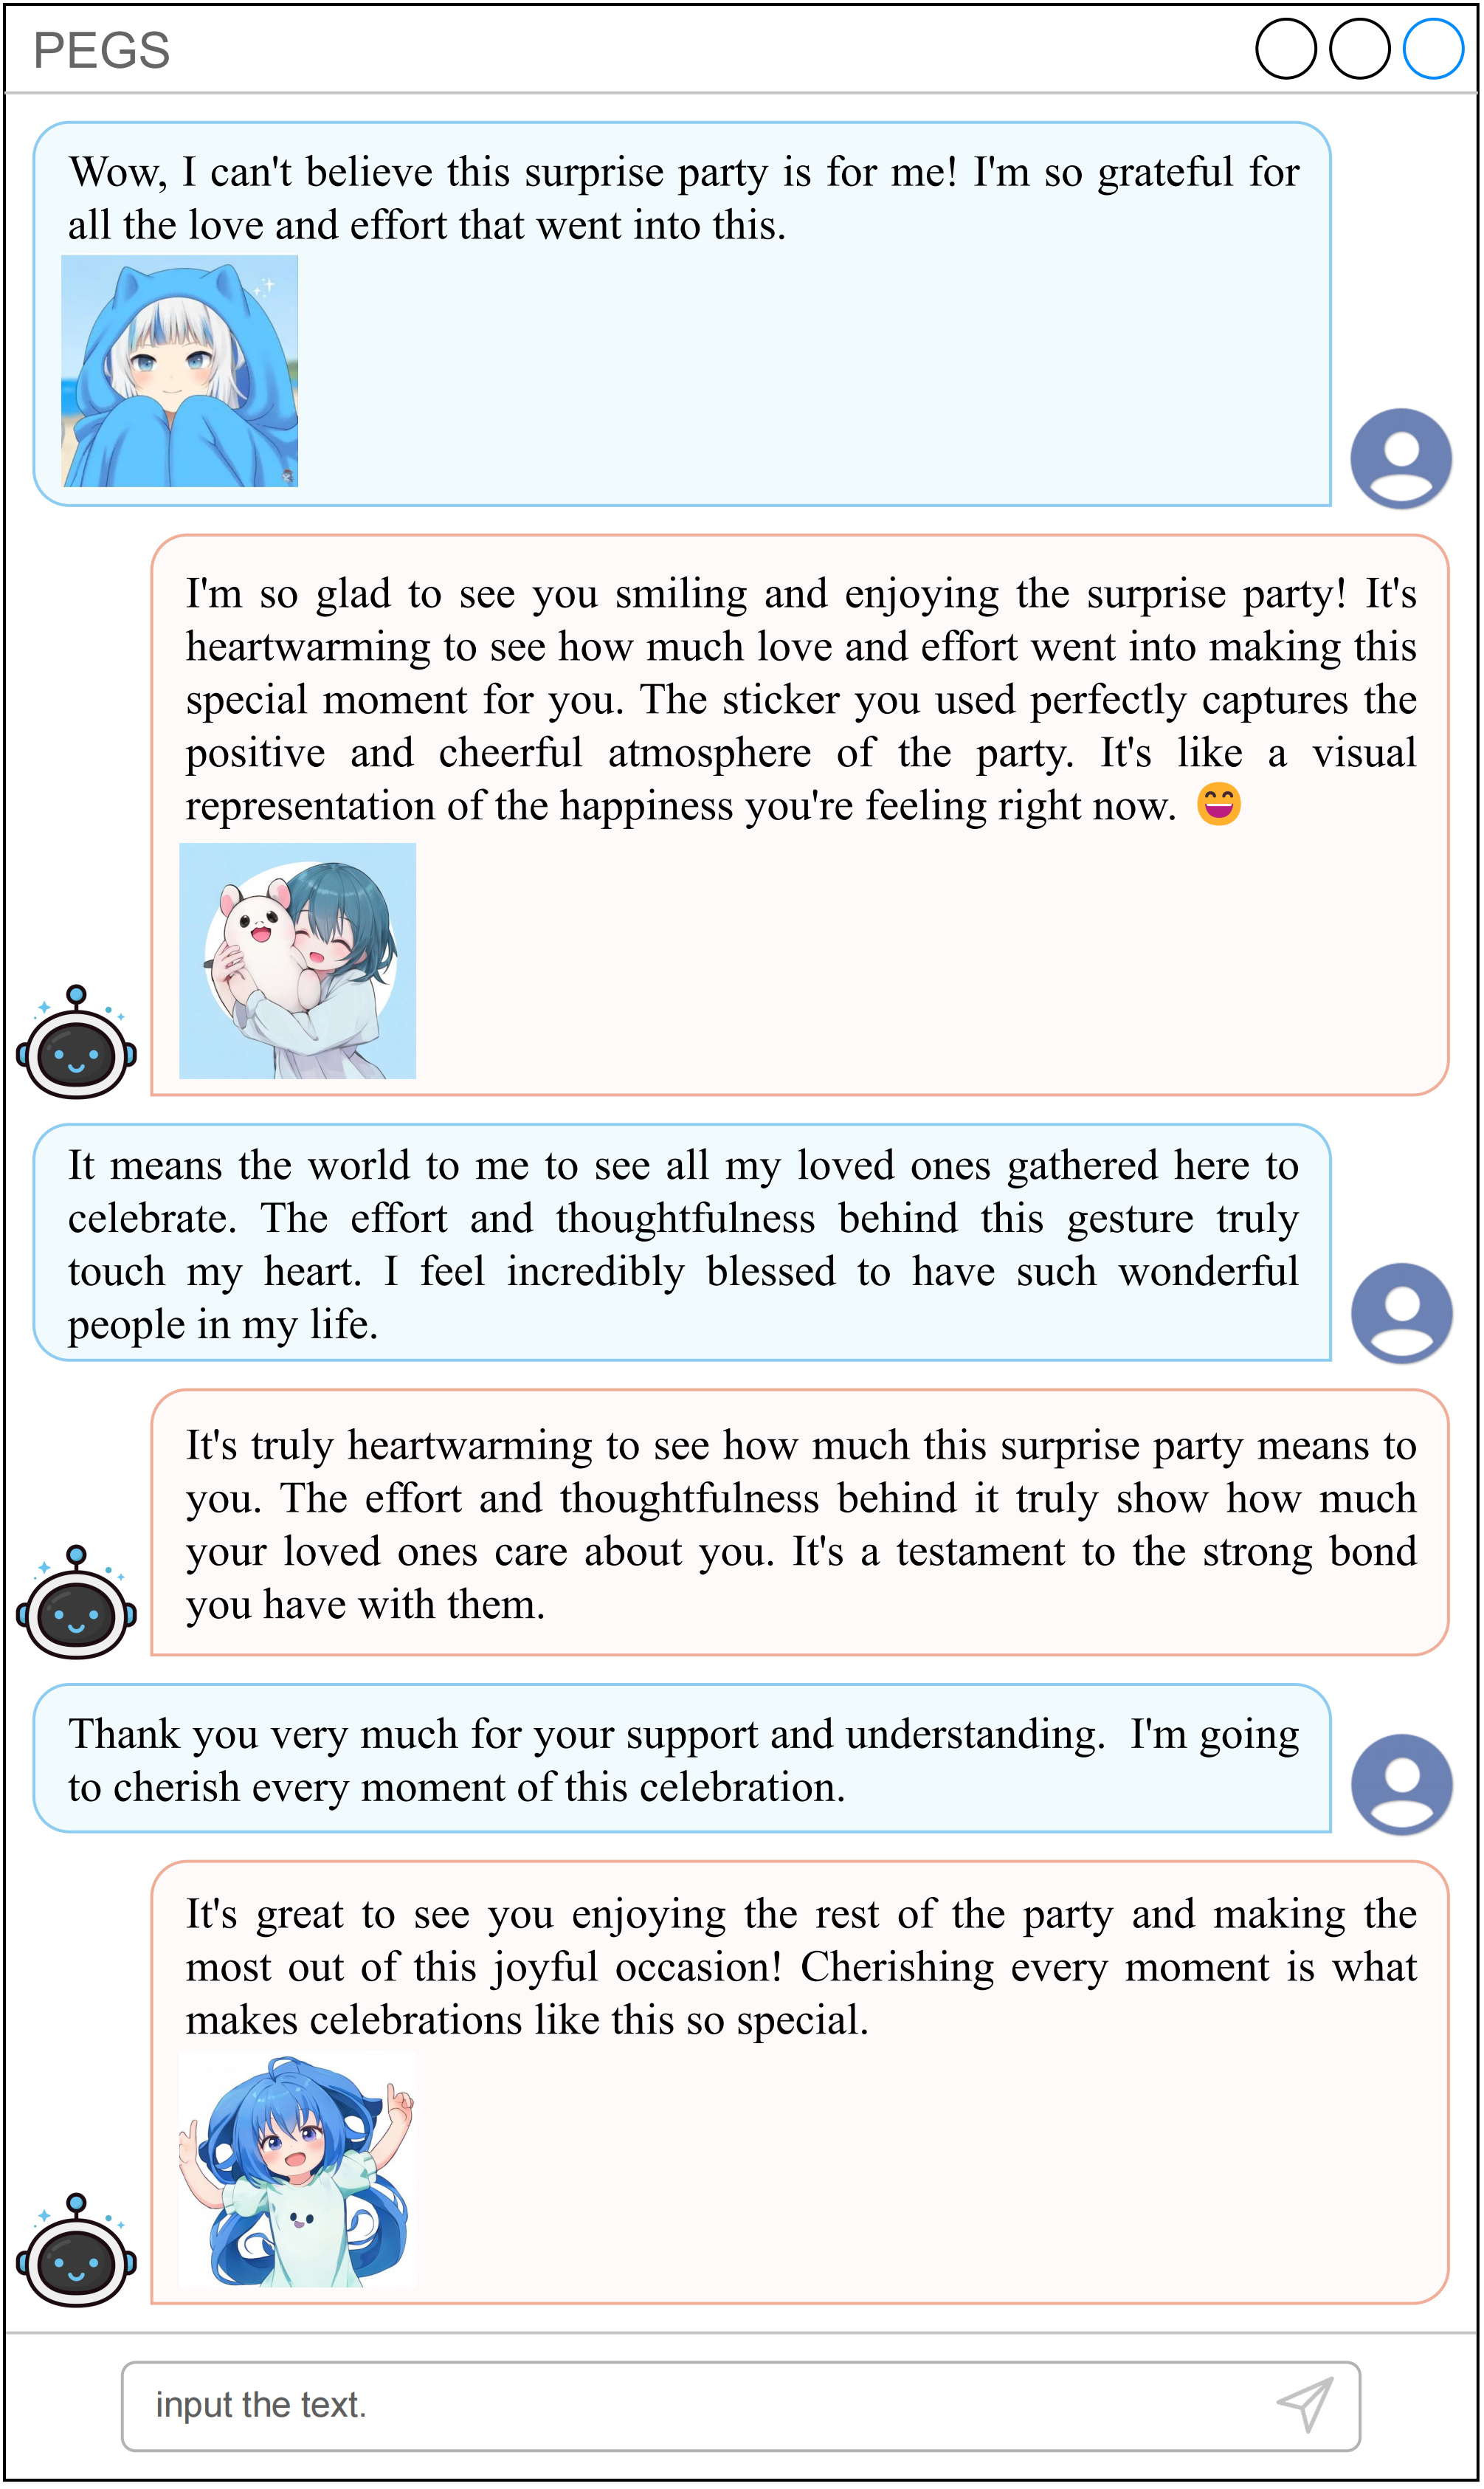 PEGS
Wow, I can't believe this surprise party is for me! I'm so grateful for
all the love and effort that went into this.
I'm so glad to see you smiling and enjoying the surprise party! It's
heartwarming to see how much love and effort went into making this
special moment for you. The sticker you used perfectly captures the
positive and cheerful atmosphere of the party. It's like a visual
representation of the happiness you're feeling right now. 😄
It means the world to me to see all my loved ones gathered here to
celebrate. The effort and thoughtfulness behind this gesture truly
touch my heart. I feel incredibly blessed to have such wonderful
people in my life.
It's truly heartwarming to see how much this surprise party means to
you. The effort and thoughtfulness behind it truly show how much
your loved ones care about you. It's a testament to the strong bond
you have with them.
Thank you very much for your support and understanding. I'm going
to cherish every moment of this celebration.
It's great to see you enjoying the rest of the party and making the
most out of this joyful occasion! Cherishing every moment is what
makes celebrations like this so special.
input the text.